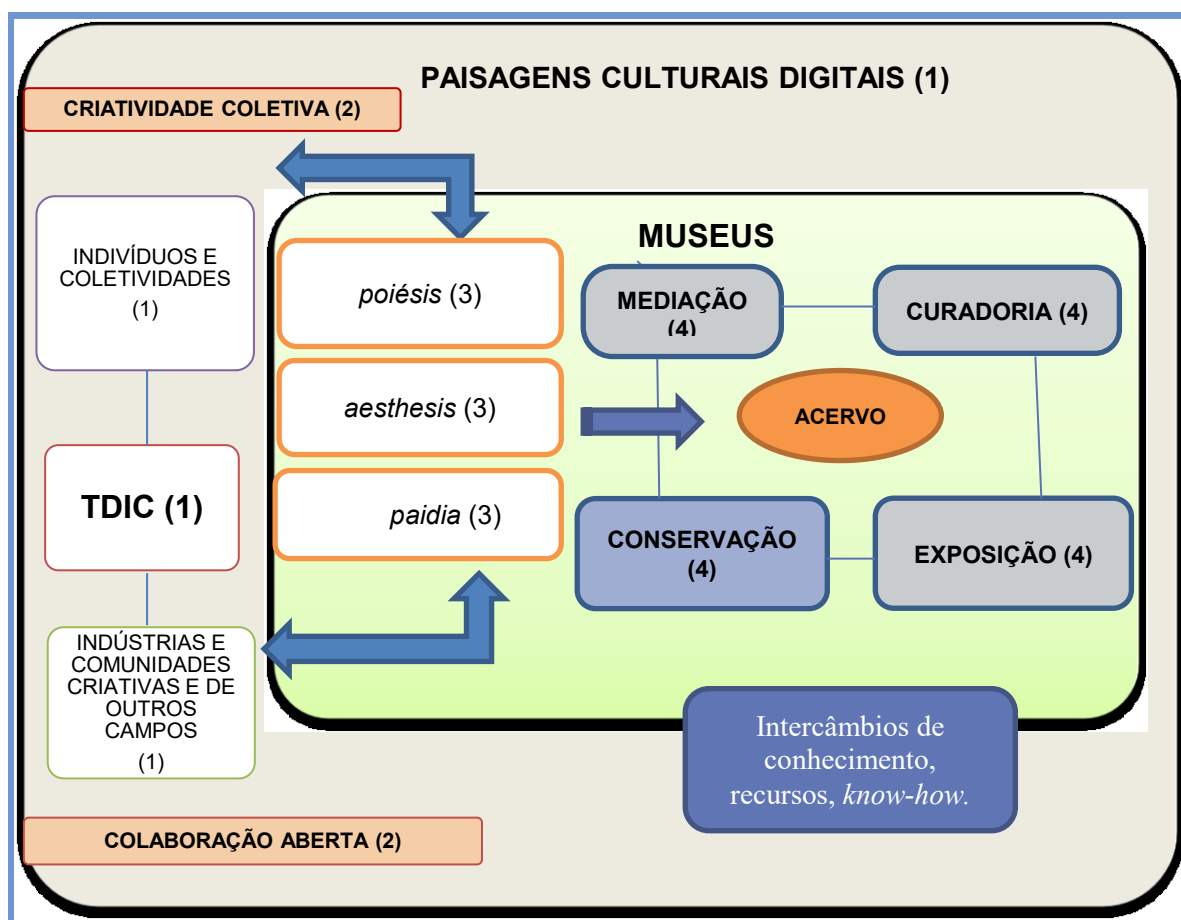 PAISAGENS CULTURAIS DIGITAIS (1)
CRIATIVIDADE COLETIVA (2)
INDIVÍDUOS E
COLETIVIDADES
(1)
TDIC (1)
INDÚSTRIAS E
COMUNIDADES
CRIATIVAS E DE
OUTROS
CAMPOS
(1)
poiésis (3)
aesthesis (3)
paidia (3)
MUSEUS
MEDIAÇÃO
(4)
CURADORIA (4)
ACERVO
CONSERVAÇÃO
(4)
EXPOSIÇÃO (4)
Intercâmbios de
conhecimento,
recursos, know-how.
COLABORAÇÃO ABERTA (2)